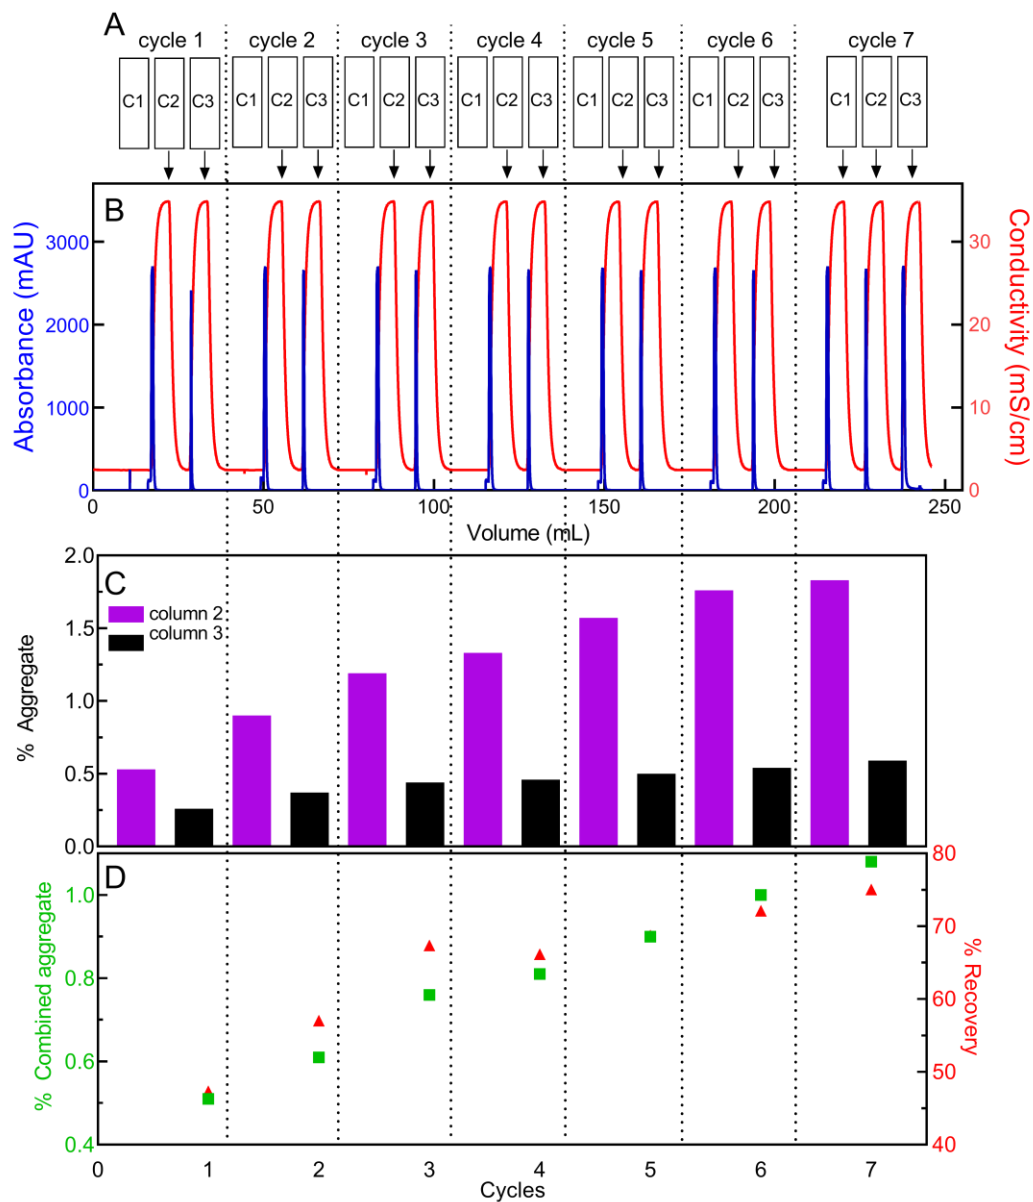 A
cycle 1 cycle 2 cycle 3 cycle 4 cycle 5 cycle 6 cycle 7
C1 C2 C3 C1 C2 C3 C1 C2 C3 C1 C2 C3 C1 C2 C3 C1 C2 C3 C1 C2 C3
B
Absorbance (mAU)
3000
2000
1000
0
Conductivity (mS/cm)
30
20
10
0
0 50 100 150 200 250
Volume (mL)
C
% Aggregate
2.0
1.5
1.0
0.5
0.0
column 2
column 3
D
% Combined aggregate
1.0
0.8
0.6
0.4
% Recovery
80
70
60
50
40
0 1 2 3 4 5 6 7
Cycles